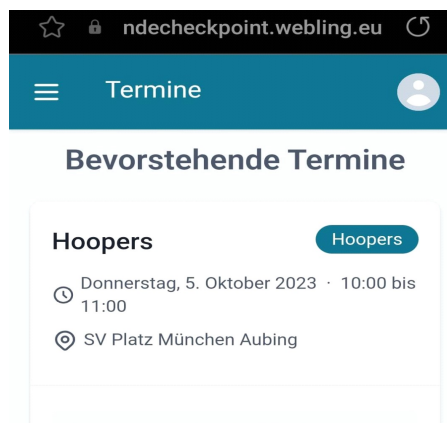 ndecheckpoint.webling.eu
Termine
Bevorstehende Termine
Hoopers
Hoopers
Donnerstag, 5. Oktober 2023 · 10:00 bis
11:00
SV Platz München Aubing